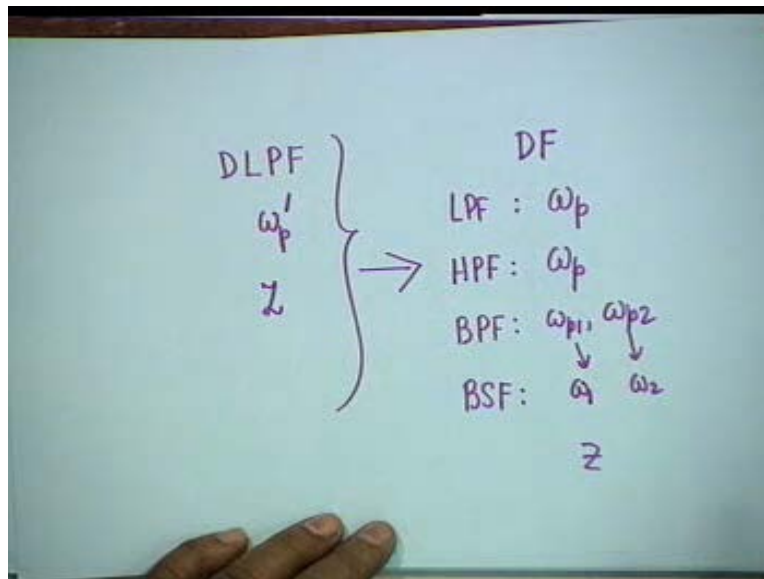 DLPF
ωp'
Z
DF
LPF : ωp
HPF : ωp
BPF : ωp1, ωp2
BSF : ω1 ω2
z